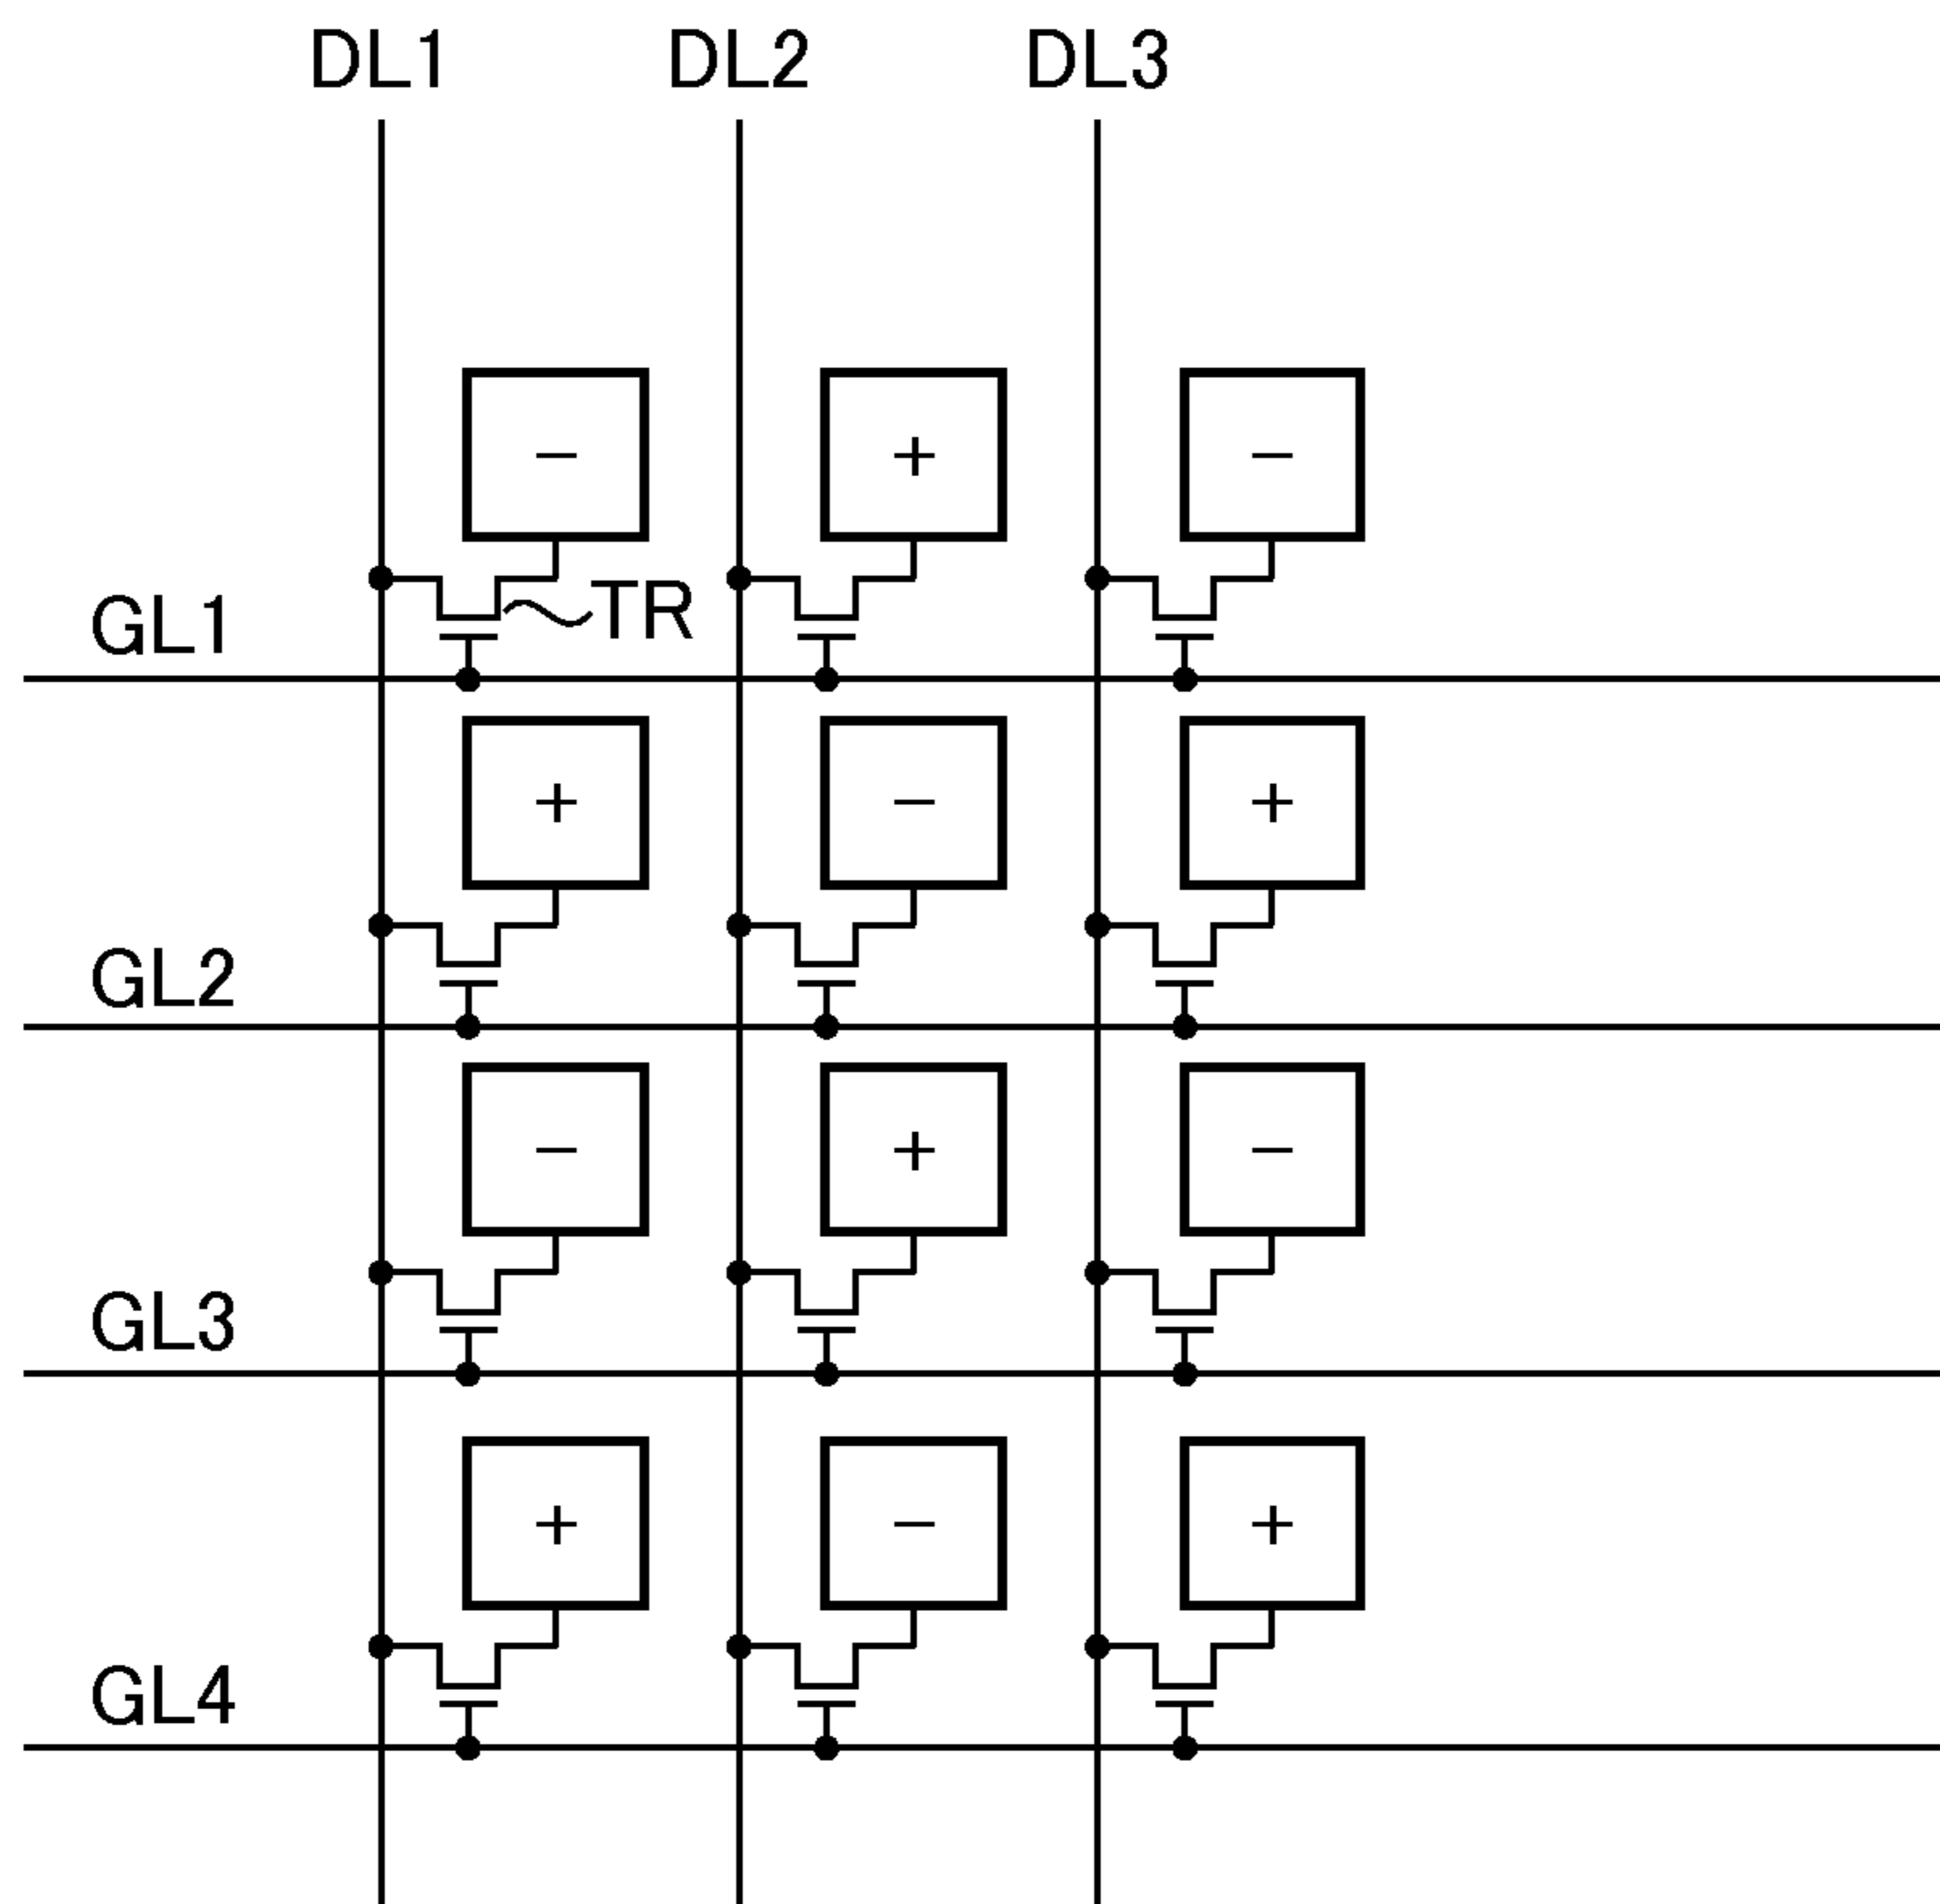 DL1 DL2 DL3
− + −
TR
GL1
+ − +
GL2
− + −
GL3
+ − +
GL4